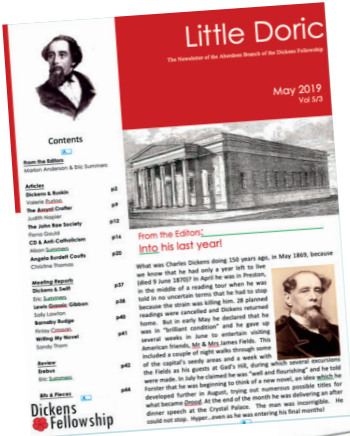 Little Doric
The Newsletter of the Aberdeen Branch of the Dickens Fellowship
May 2019
Vol 5/3
Contents
From the Editors
Marion Anderson & Eric Summers
Articles
Dickens & Ruskin p2
Valerie Purton
The Assynt Crofter p9
Judith Napier
The John Rae Society p12
Fiona Gould
CD & Anti-Catholicism p16
Alison Summers
Angela Burdett Coutts p20
Christine Thomas
Meeting Reports
Dickens & Swift p37
Eric Summers
Lewis Grassic Gibbon p38
Sally Lawton
Barnaby Rudge p40
Finlay
Writing My Novel p41
Sandy Thom
Review
Erebus p42
Eric Summers
Bits & Pieces p44
Dickens
Fellowship
From the Editors:
Into his last year!
What was Charles Dickens doing 150 years ago, in May 1869, because
we know that he had only a year left to live
(died 9 June 1870)? In April he was in Preston,
in the middle of a reading tour when he was
told in no uncertain terms that he had to stop
because the strain was killing him. 28 planned
readings were cancelled and Dickens returned
home. But in early May he declared that he
was in "brilliant condition" and he gave up
several weeks in June to entertain visiting
American friends, Mr & Mrs James Fields. This
included a couple of night walks through some
of the capital's seedy areas and a week with
the Fields as his guests at Gad's Hill, during which several excursions
were made. In July he claimed he was "well and flourishing" and he told
Forster that he was beginning to think of a new novel, an idea which he
developed further in August, trying out numerous possible titles for
what became Drood. At the end of the month he was delivering an after
dinner speech at the Crystal Palace. The man was incorrigible. He
could not stop. Hyper...even as he was entering his final months!